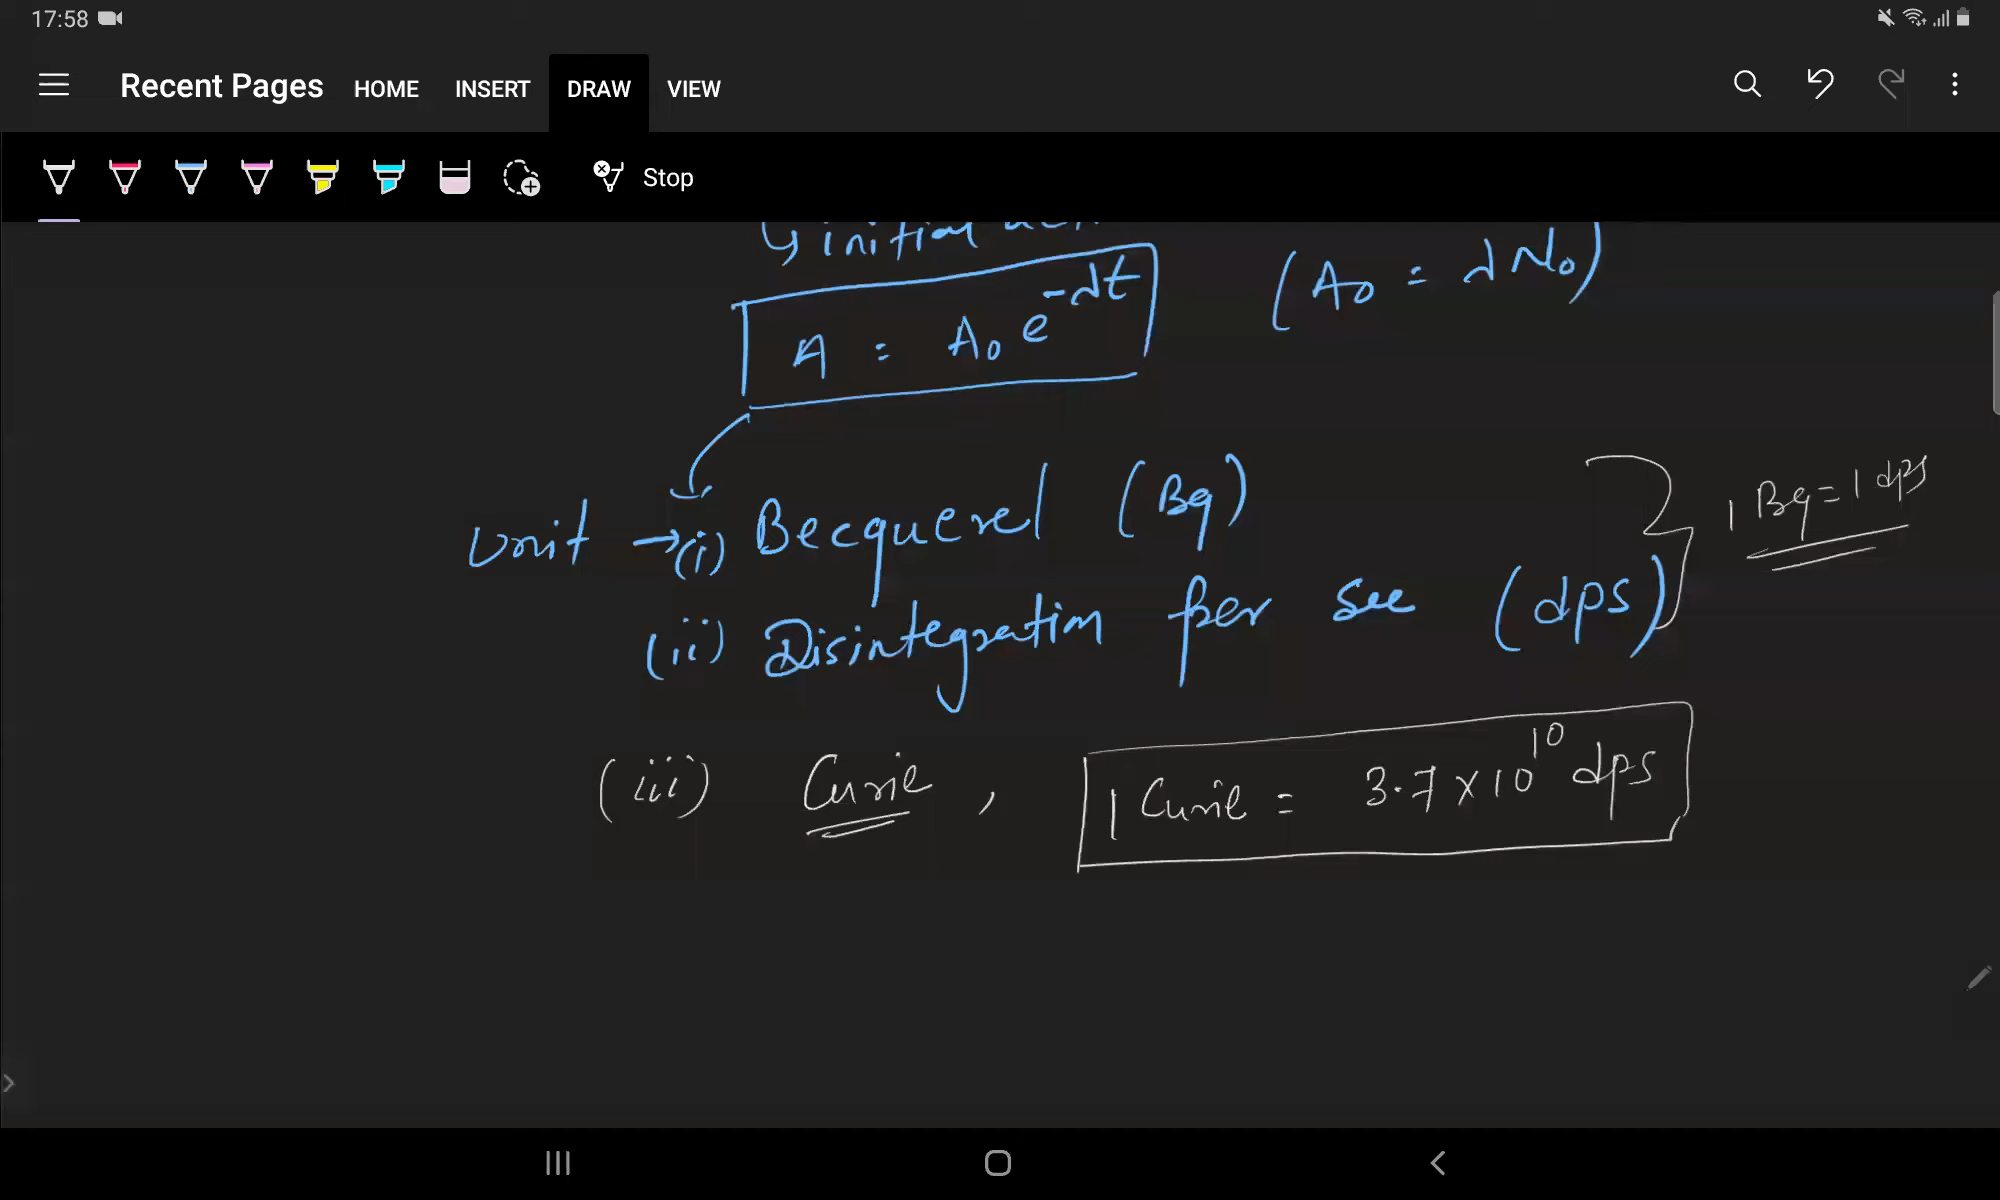 17:58
Recent Pages HOME INSERT DRAW VIEW
Stop
↳ initial
A = A₀ e^-λt (A₀ = λN₀)
Unit → (i) Becquerel (Bq)
1 Bq = 1 dps
(ii) Disintegration per sec (dps)
(iii) Curie , 1 Curie = 3.7 × 10^10 dps